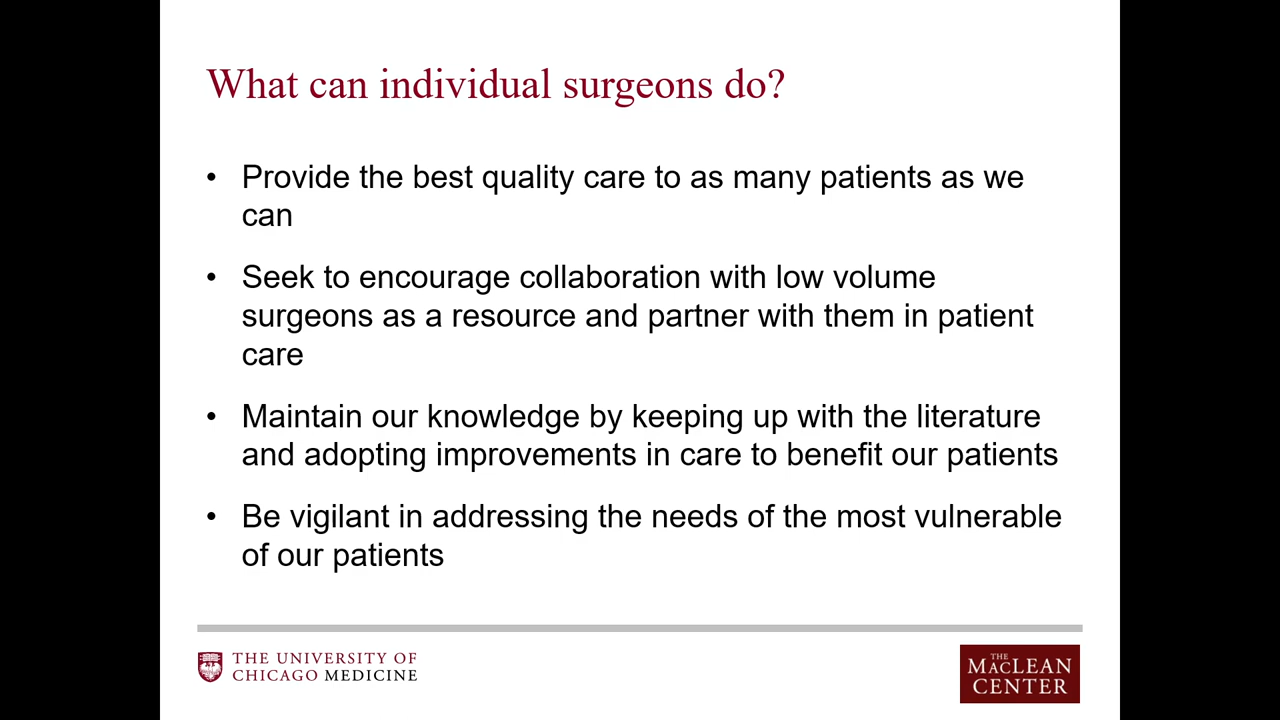 What can individual surgeons do?
• Provide the best quality care to as many patients as we
can
• Seek to encourage collaboration with low volume
surgeons as a resource and partner with them in patient
care
• Maintain our knowledge by keeping up with the literature
and adopting improvements in care to benefit our patients
• Be vigilant in addressing the needs of the most vulnerable
of our patients
THE UNIVERSITY OF
CHICAGO MEDICINE
THE
MACLEAN
CENTER